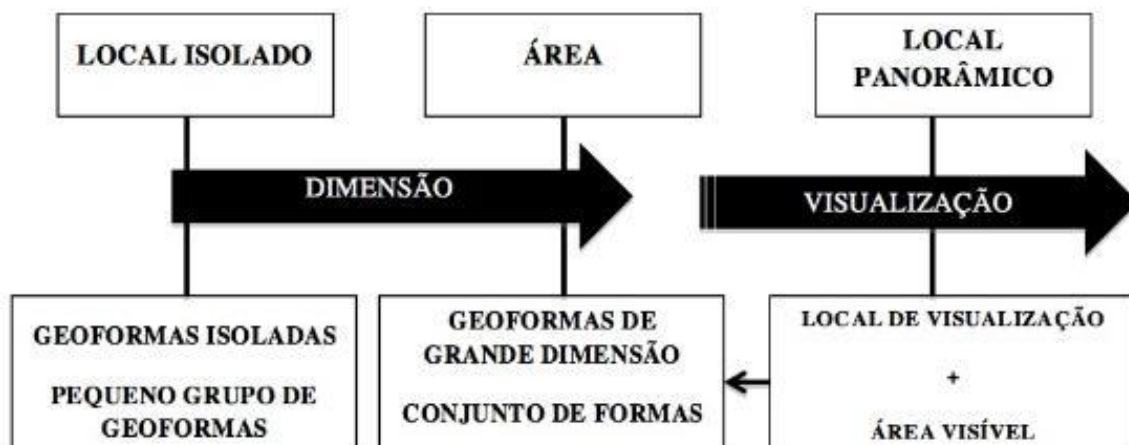 LOCAL ISOLADO
ÁREA
LOCAL
PANORÂMICO
DIMENSÃO
VISUALIZAÇÃO
GEOFORMAS ISOLADAS
PEQUENO GRUPO DE
GEOFORMAS
GEOFORMAS DE
GRANDE DIMENSÃO
CONJUNTO DE FORMAS
LOCAL DE VISUALIZAÇÃO
+
ÁREA VISÍVEL